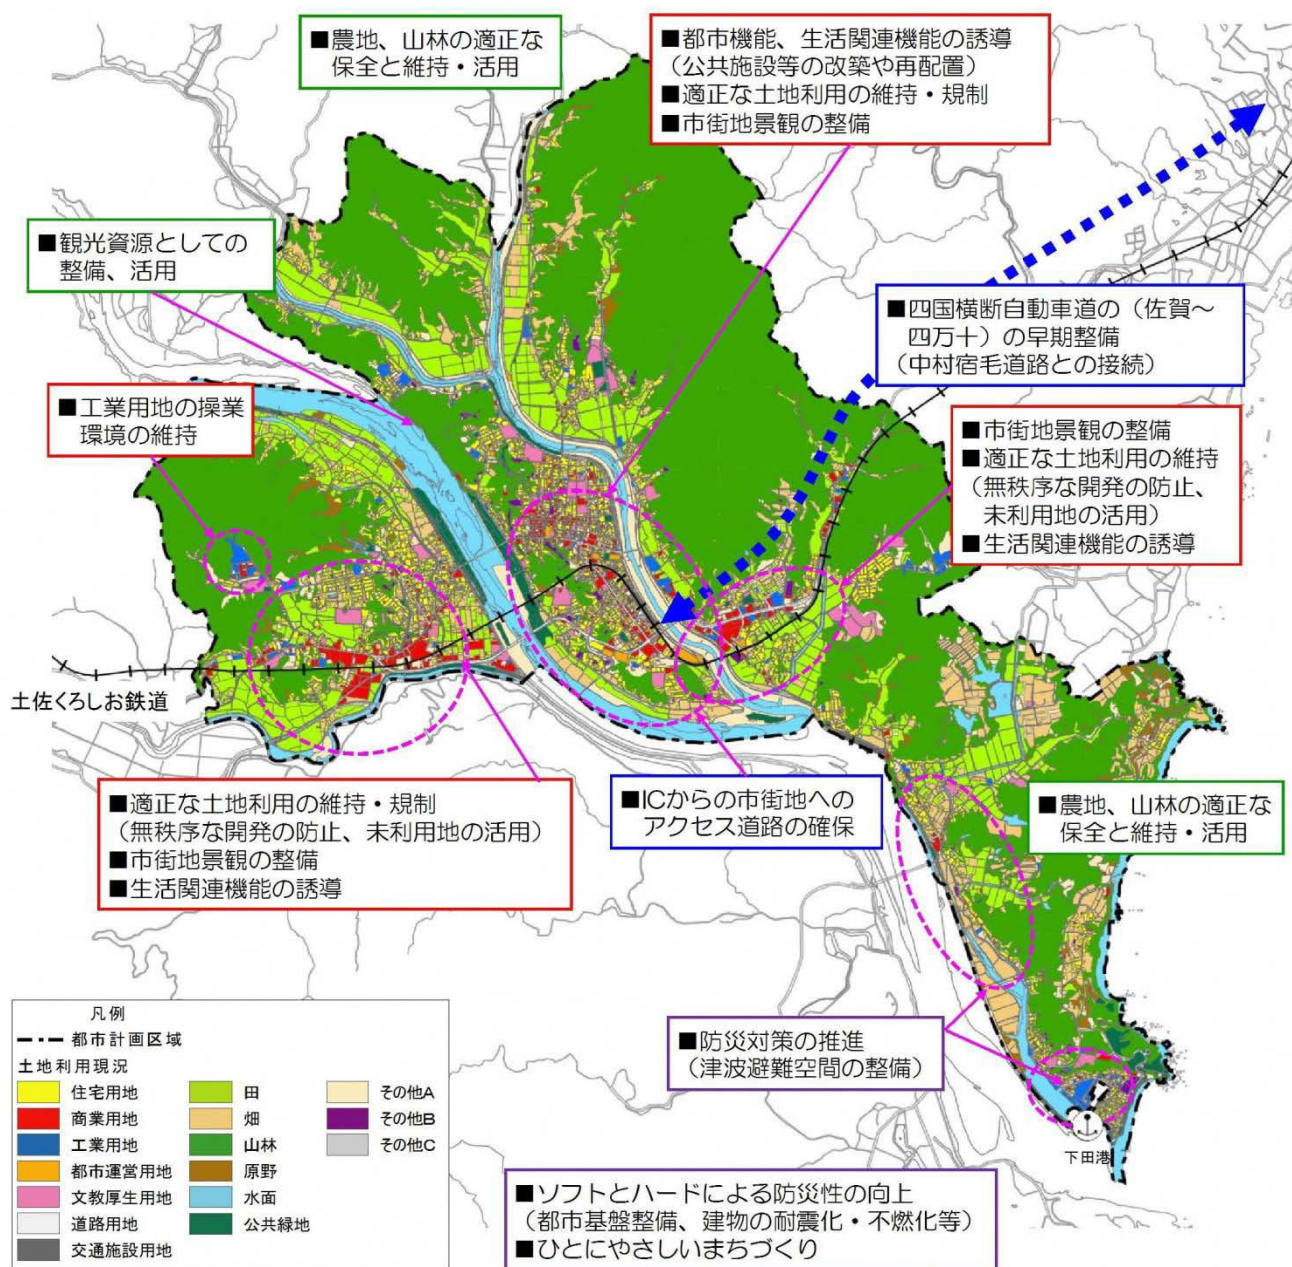 ■農地、山林の適正な
保全と維持・活用
■都市機能、生活関連機能の誘導
（公共施設等の改築や再配置）
■適正な土地利用の維持・規制
■市街地景観の整備
■観光資源としての
整備、活用
■四国横断自動車道の（佐賀～
四万十）の早期整備
（中村宿毛道路との接続）
■工業用地の操業
環境の維持
■市街地景観の整備
■適正な土地利用の維持
（無秩序な開発の防止、
未利用地の活用）
■生活関連機能の誘導
土佐くろしお鉄道
■適正な土地利用の維持・規制
（無秩序な開発の防止、未利用地の活用）
■市街地景観の整備
■生活関連機能の誘導
■ICからの市街地への
アクセス道路の確保
■農地、山林の適正な
保全と維持・活用
■防災対策の推進
（津波避難空間の整備）
下田港
■ソフトとハードによる防災性の向上
（都市基盤整備、建物の耐震化・不燃化等）
■ひとにやさしいまちづくり
凡例
都市計画区域
土地利用現況
住宅用地
商業用地
工業用地
都市運営用地
文教厚生用地
道路用地
交通施設用地
田
畑
山林
原野
水面
公共緑地
その他A
その他B
その他C